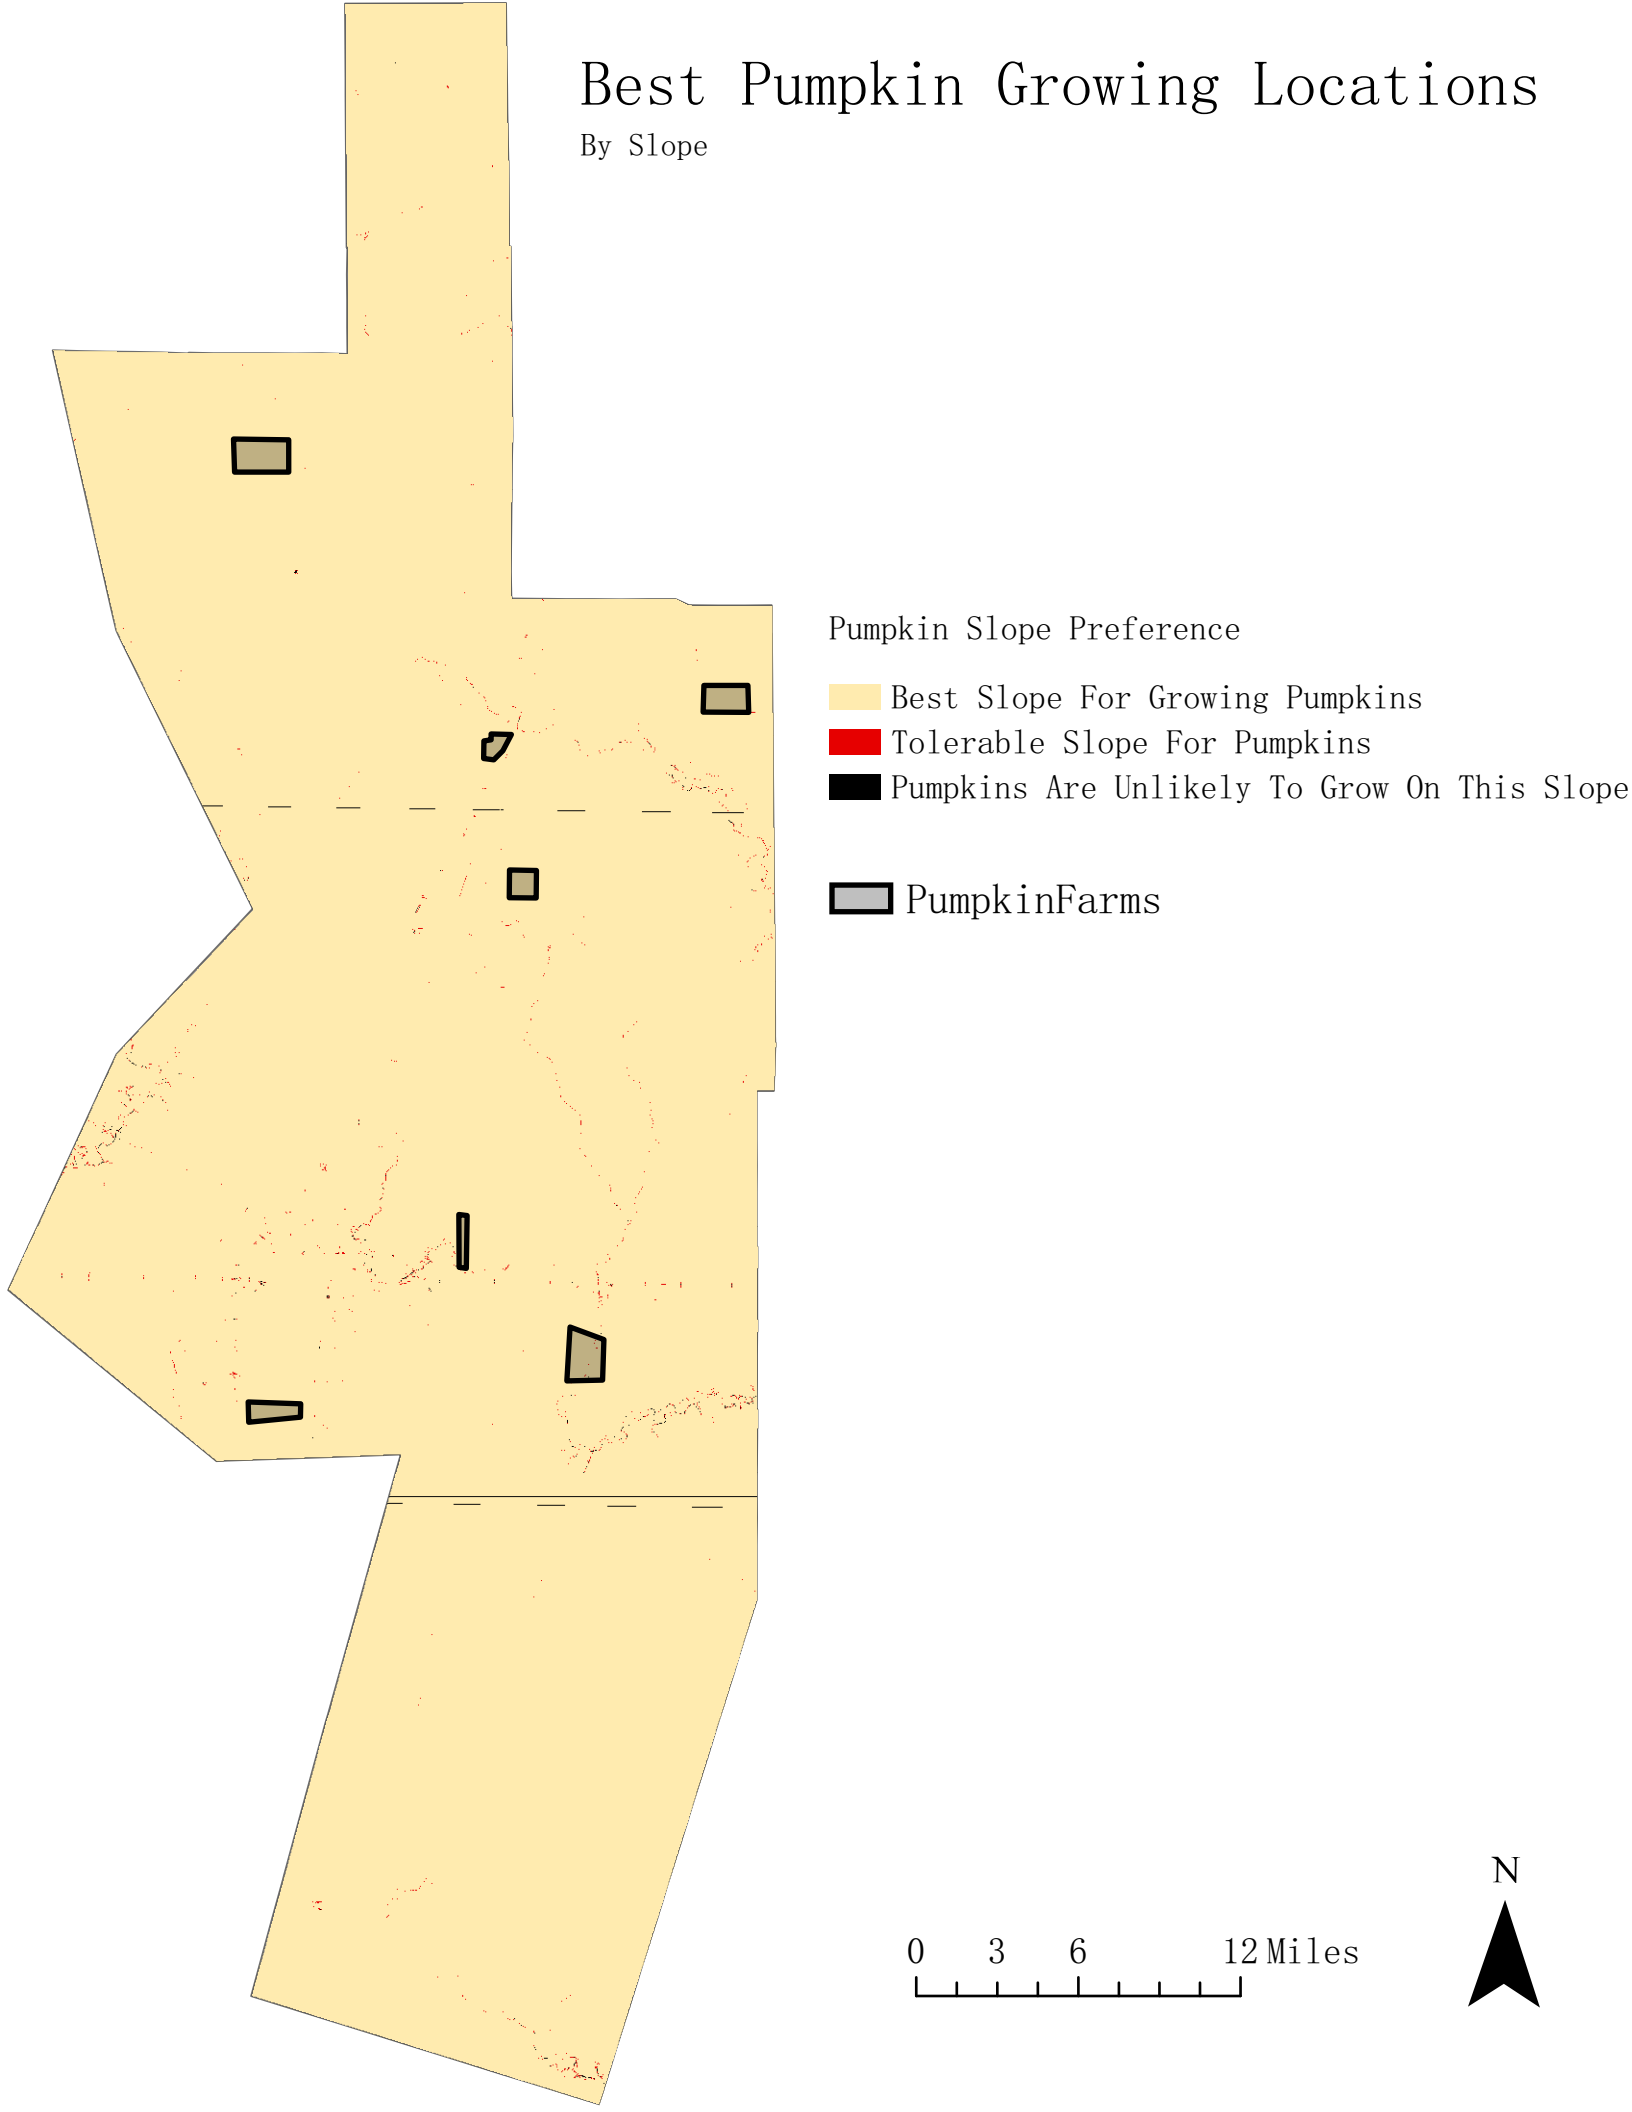 Best Pumpkin Growing Locations
By Slope
Pumpkin Slope Preference
Best Slope For Growing Pumpkins
Tolerable Slope For Pumpkins
Pumpkins Are Unlikely To Grow On This Slope
PumpkinFarms
N
0 3 6 12 Miles